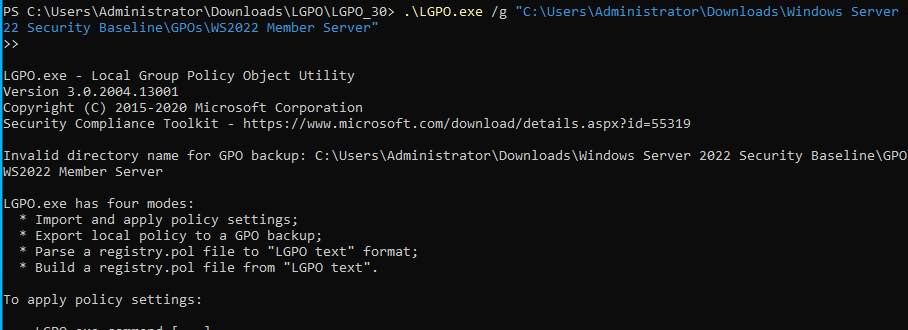 PS C:\Users\Administrator\Downloads\LGPO\LGPO_30> .\LGPO.exe /g "C:\Users\Administrator\Downloads\Windows Server
22 Security Baseline\GPOs\WS2022 Member Server"
>>
LGPO.exe - Local Group Policy Object Utility
Version 3.0.2004.13001
Copyright (C) 2015-2020 Microsoft Corporation
Security Compliance Toolkit - https://www.microsoft.com/download/details.aspx?id=55319
Invalid directory name for GPO backup: C:\Users\Administrator\Downloads\Windows Server 2022 Security Baseline\GPO
WS2022 Member Server
LGPO.exe has four modes:
* Import and apply policy settings;
* Export local policy to a GPO backup;
* Parse a registry.pol file to "LGPO text" format;
* Build a registry.pol file from "LGPO text".
To apply policy settings: